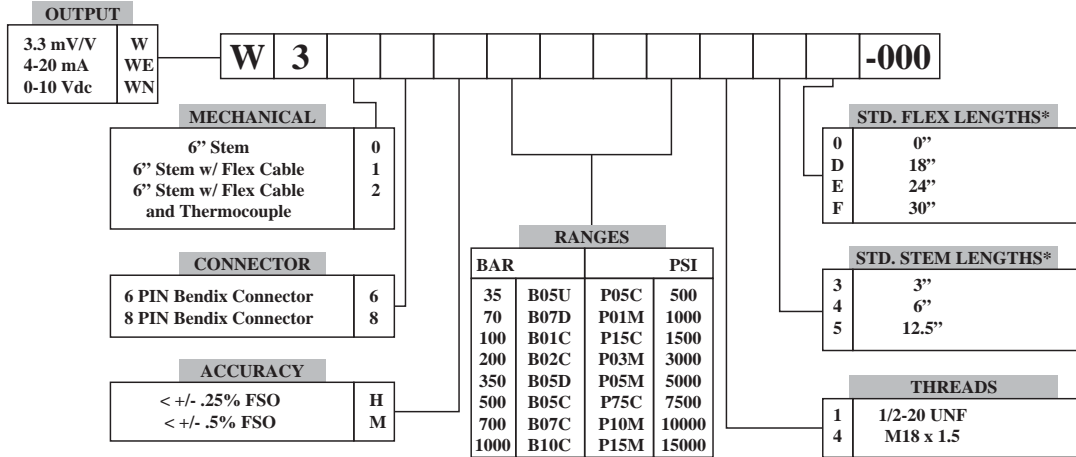 OUTPUT
3.3 mV/V W
4-20 mA WE
0-10 Vdc WN
W 3 -000
MECHANICAL
6” Stem 0
6” Stem w/ Flex Cable 1
6” Stem w/ Flex Cable 2
and Thermocouple
CONNECTOR
6 PIN Bendix Connector 6
8 PIN Bendix Connector 8
ACCURACY
< +/- .25% FSO H
< +/- .5% FSO M
RANGES
BAR PSI
35 B05U P05C 500
70 B07D P01M 1000
100 B01C P15C 1500
200 B02C P03M 3000
350 B05D P05M 5000
500 B05C P75C 7500
700 B07C P10M 10000
1000 B10C P15M 15000
STD. FLEX LENGTHS*
0 0”
D 18”
E 24”
F 30”
STD. STEM LENGTHS*
3 3”
4 6”
5 12.5”
THREADS
1 1/2-20 UNF
4 M18 x 1.5